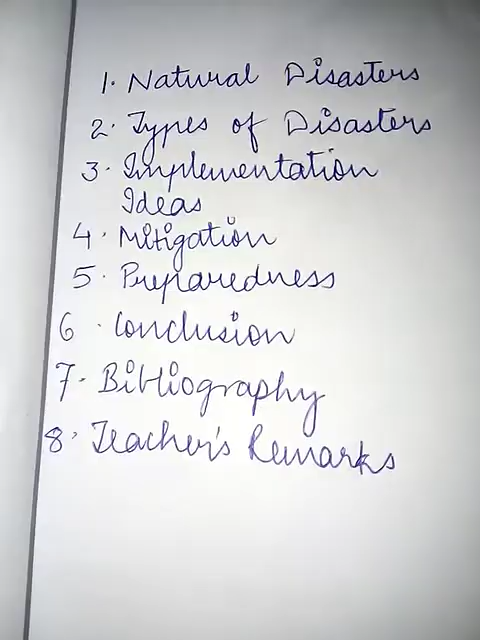 1. Natural Disasters
2. Types of Disasters
3. Implementation
Ideas
4. Mitigation
5. Preparedness
6. Conclusion
7. Bibliography
8. Teacher's Remarks